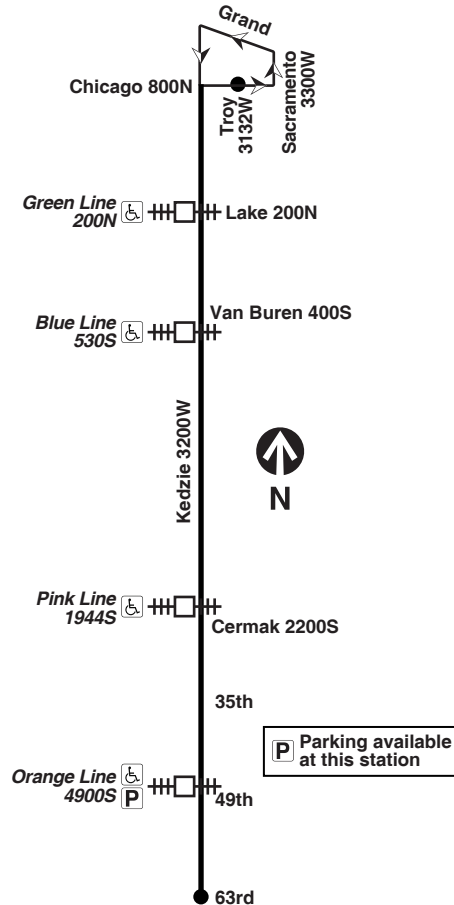 Grand
Chicago 800N
Troy
3132W
Sacramento
3300W
Green Line
200N
Lake 200N
Van Buren 400S
Blue Line
530S
Kedzie 3200W
N
Pink Line
1944S
Cermak 2200S
35th
P Parking available
at this station
Orange Line
4900S
P
49th
63rd